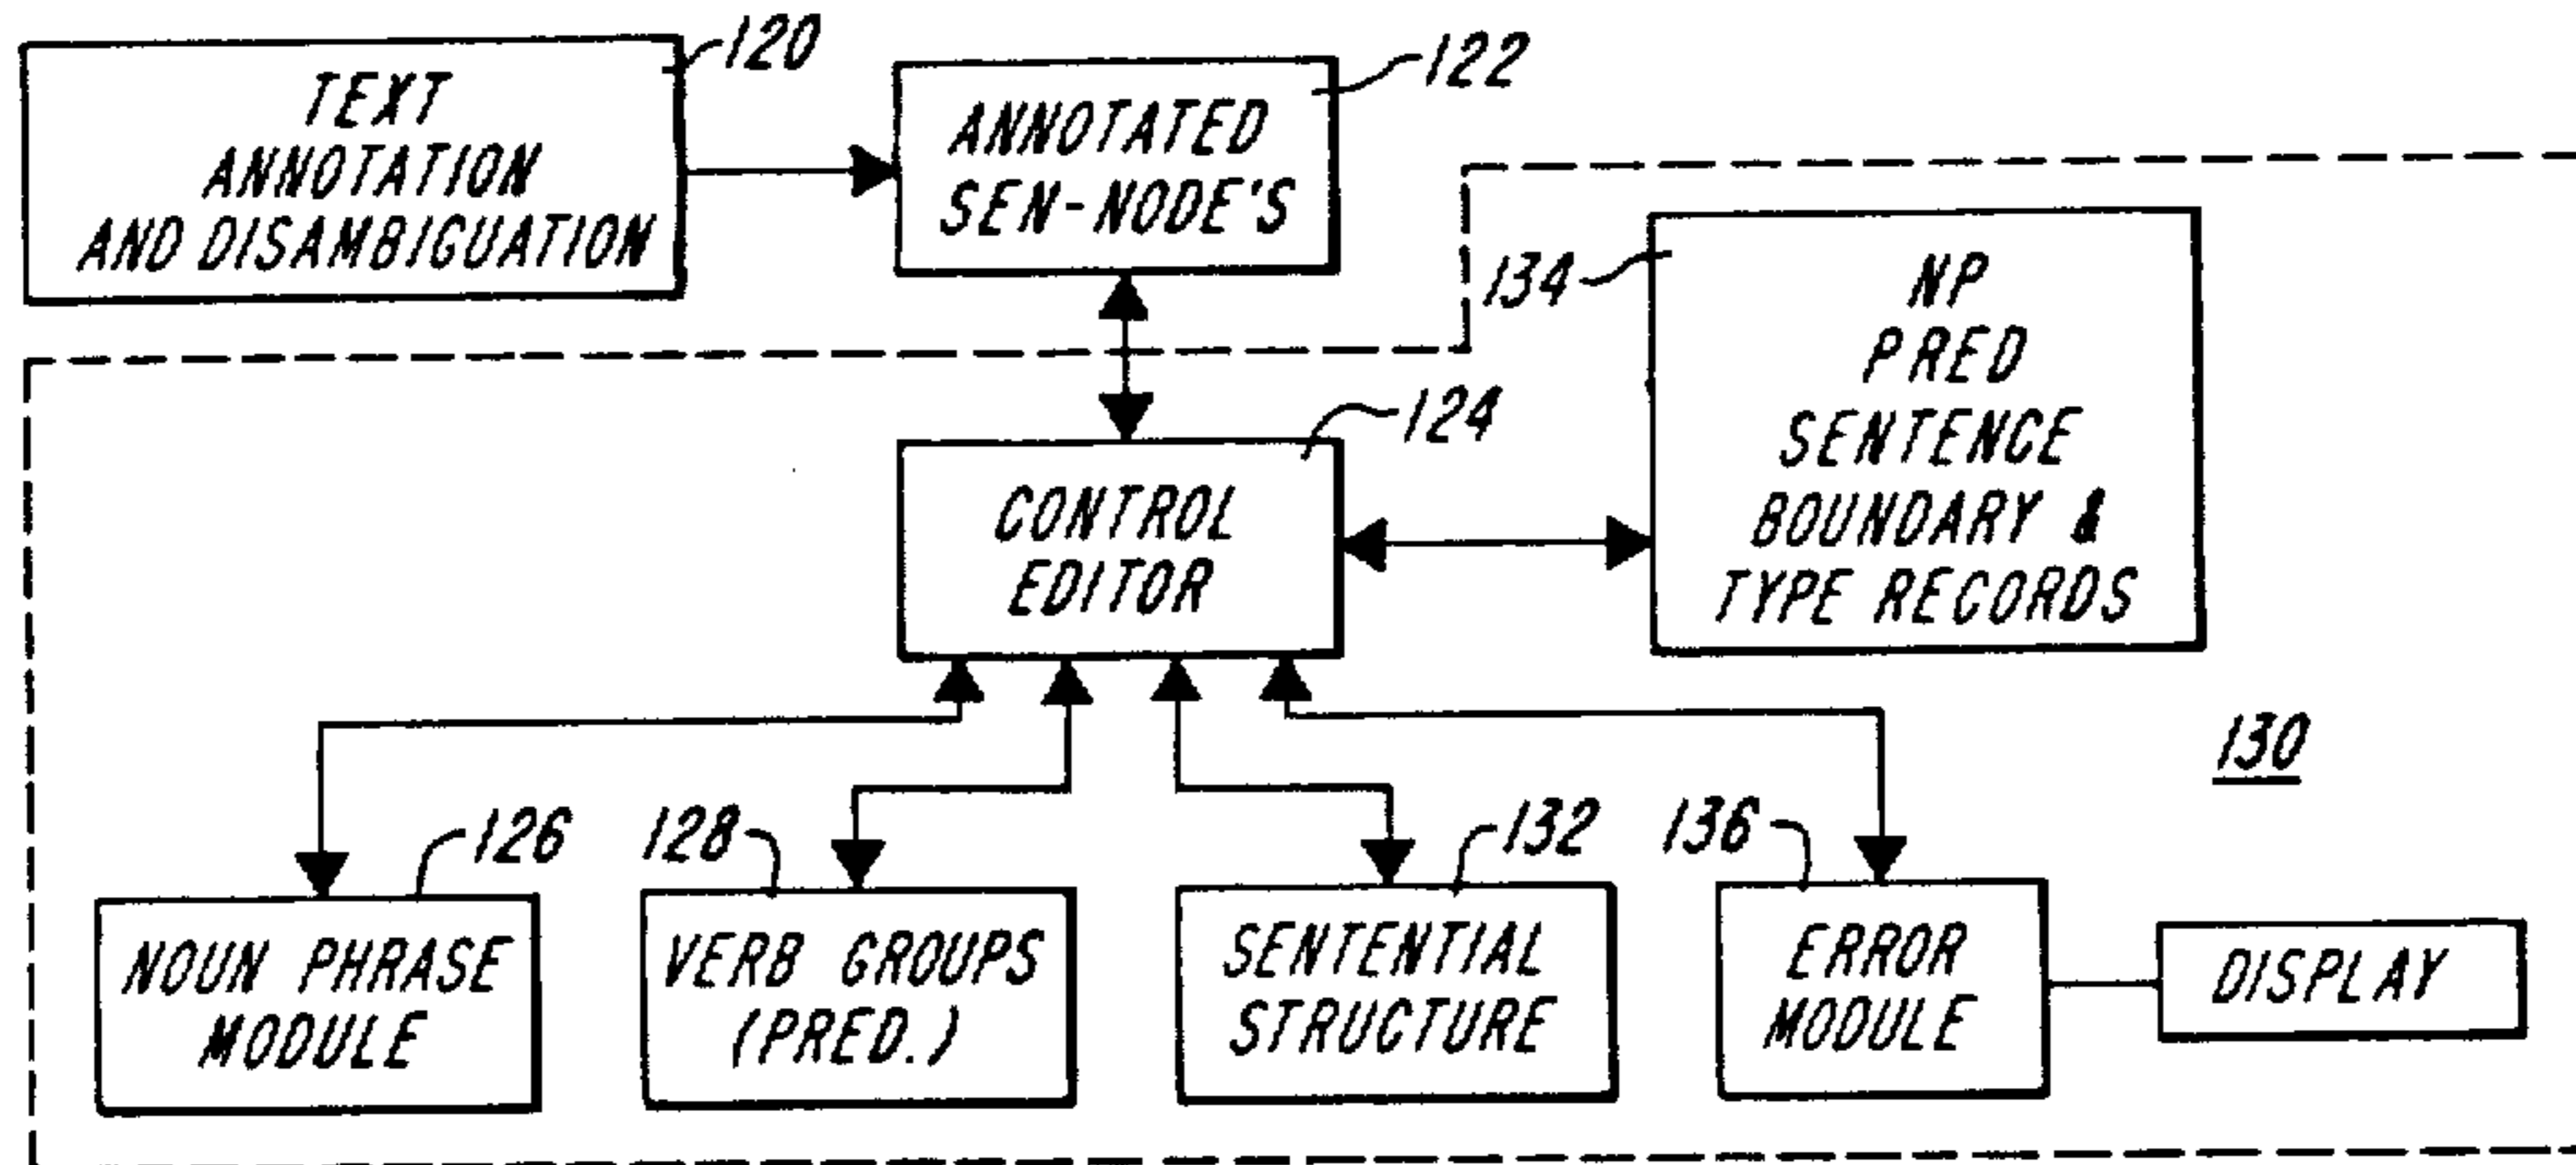 TEXT
ANNOTATION
AND DISAMBIGUATION
120
ANNOTATED
SEN-NODE'S
122
134
NP
PRED
SENTENCE
BOUNDARY &
TYPE RECORDS
124
CONTROL
EDITOR
130
126
NOUN PHRASE
MODULE
128
VERB GROUPS
(PRED.)
132
SENTENTIAL
STRUCTURE
136
ERROR
MODULE
DISPLAY